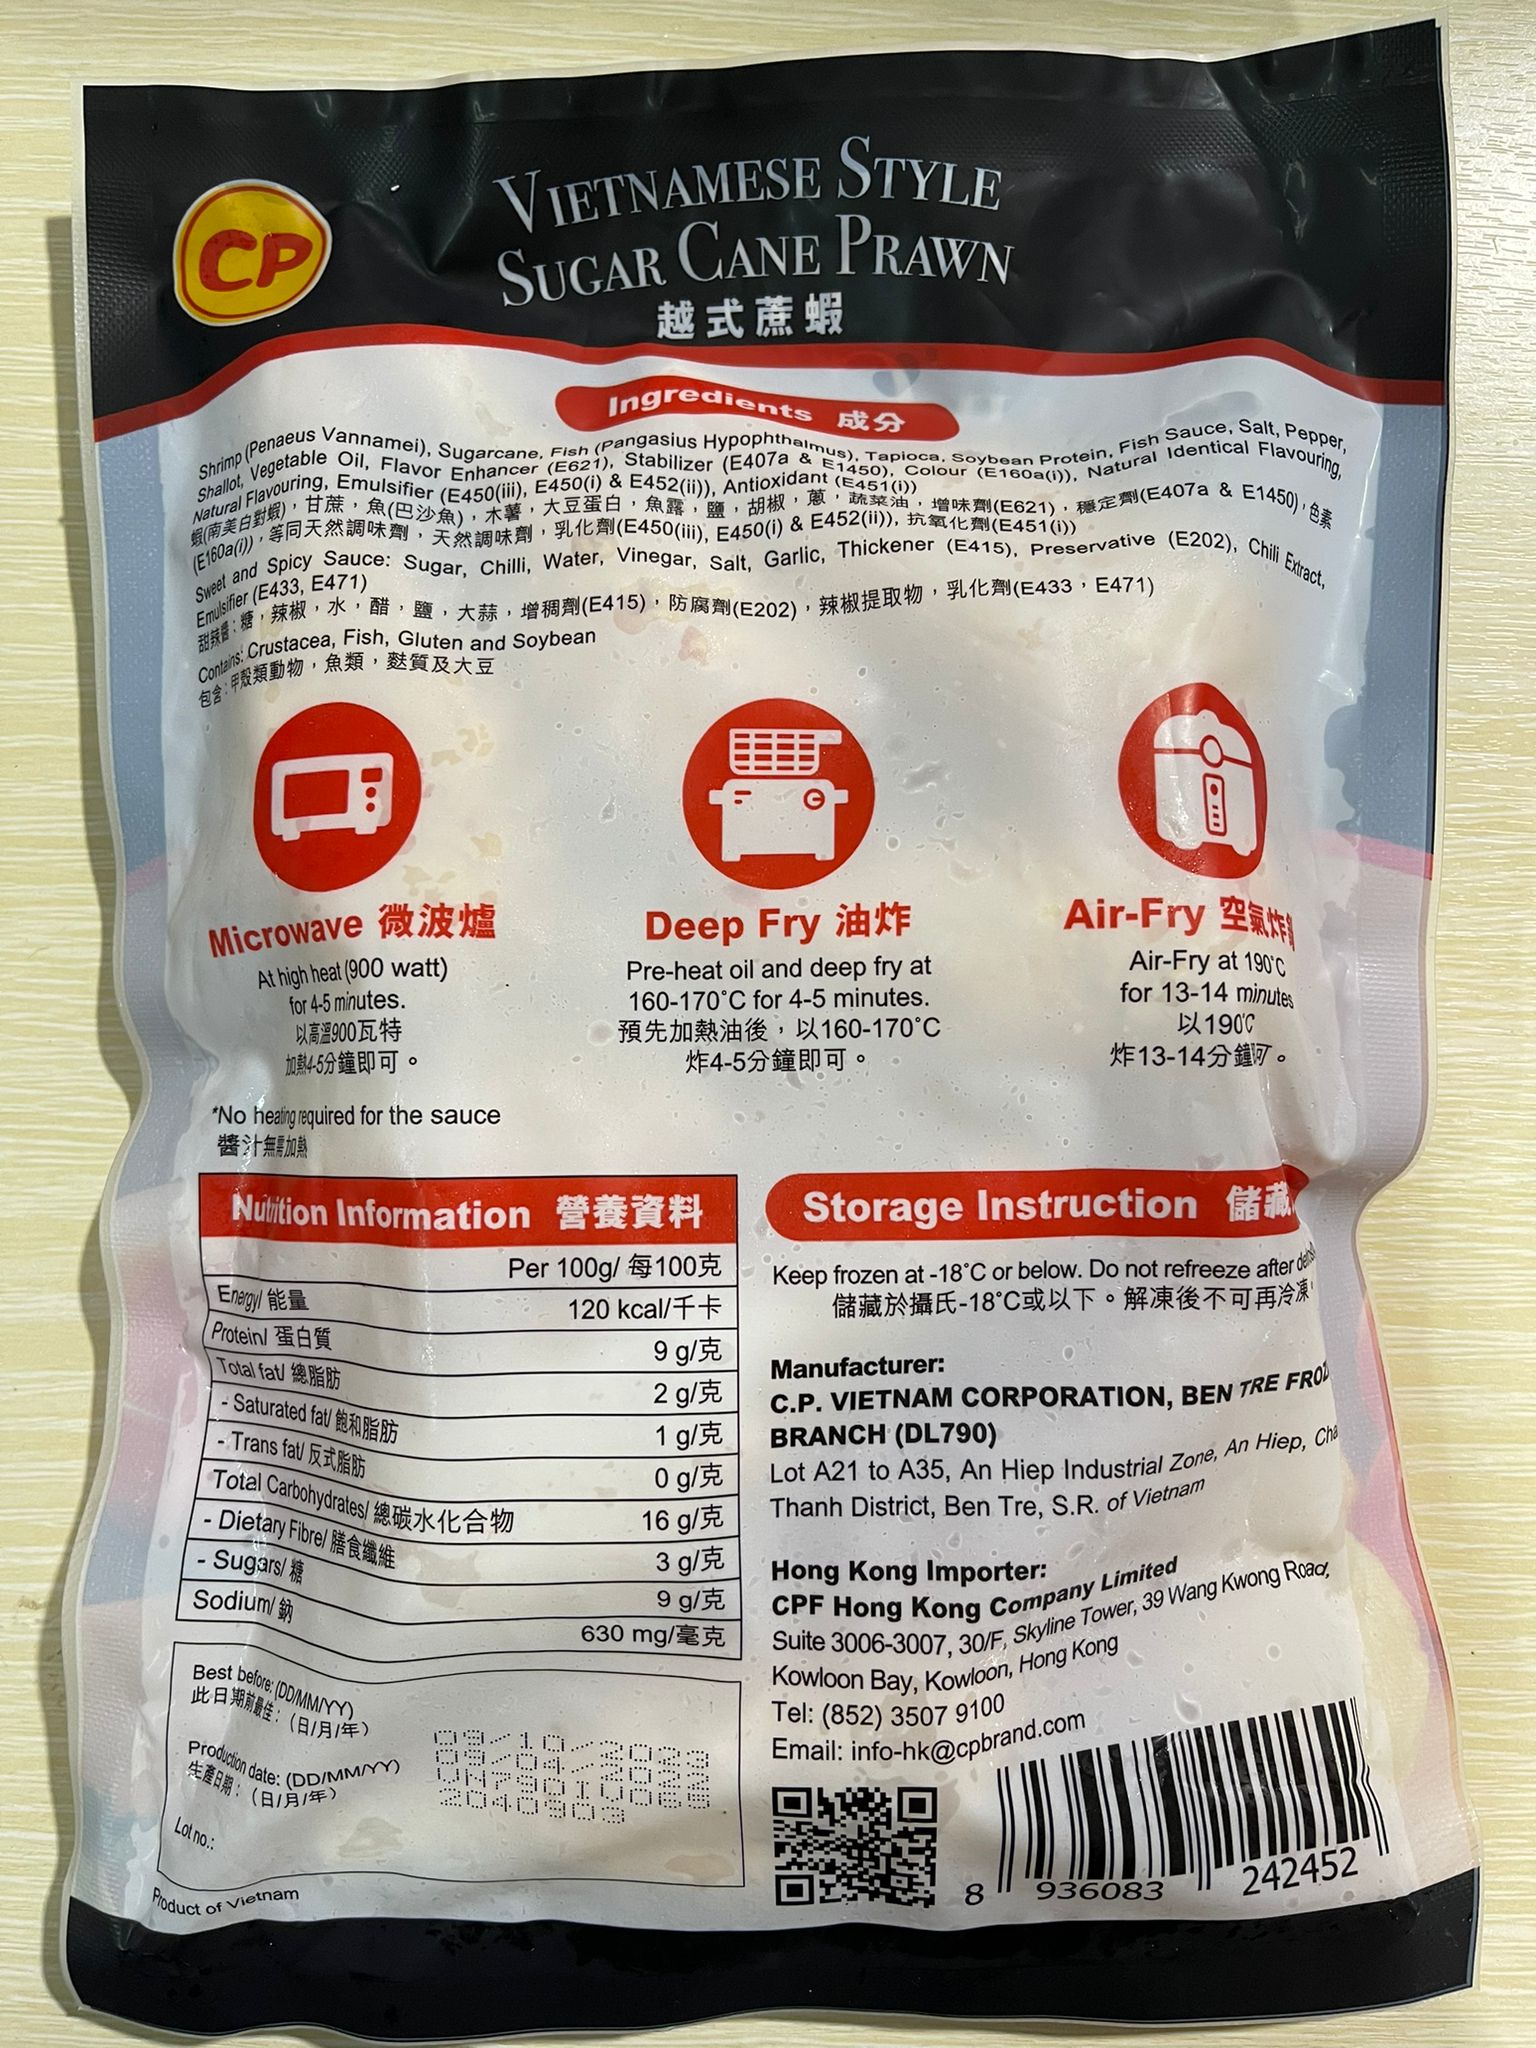 CP
VIETNAMESE STYLE
SUGAR CANE PRAWN
越式蔗蝦
Ingredients 成分
Shrimp (Penaeus Vannamei), Sugarcane, Fish (Pangasius Hypophthalmus), Tapioca, Soybean Protein, Fish Sauce, Salt, Pepper,
Shallot, Vegetable Oil, Flavor Enhancer (E621), Stabilizer (E407a & E1450), Colour (E160a(i)), Natural Identical Flavouring,
Natural Flavouring, Emulsifier (E450(iii), E450(i) & E452(ii)), Antioxidant (E451(i))
蝦(南美白對蝦)，甘蔗，魚(巴沙魚)，木薯，大豆蛋白，魚露，鹽，胡椒，蔥，蔬菜油，增味劑(E621)，穩定劑(E407a & E1450)，色素
(E160a(i))，等同天然調味劑，天然調味劑，乳化劑(E450(iii), E450(i) & E452(ii)), 抗氧化劑(E451(i))
Sweet and Spicy Sauce: Sugar, Chilli, Water, Vinegar, Salt, Garlic, Thickener (E415), Preservative (E202), Chili Extract,
Emulsifier (E433, E471)
甜辣醬：糖，辣椒，水，醋，鹽，大蒜，增稠劑(E415)，防腐劑(E202)，辣椒提取物，乳化劑(E433，E471)
Contains: Crustacea, Fish, Gluten and Soybean
包含：甲殼類動物，魚類，麩質及大豆
Microwave 微波爐
At high heat (900 watt)
for 4-5 minutes.
以高溫900瓦特
加熱4-5分鐘即可。
Deep Fry 油炸
Pre-heat oil and deep fry at
160-170°C for 4-5 minutes.
預先加熱油後，以160-170°C
炸4-5分鐘即可。
Air-Fry 空氣炸
Air-Fry at 190°C
for 13-14 minutes
以190°C
炸13-14分鐘即可。
*No heating required for the sauce
醬汁無需加熱
Nutrition Information 營養資料
Per 100g/ 每100克
Energy/ 能量 120 kcal/千卡
Protein/ 蛋白質 9 g/克
Total fat/ 總脂肪 2 g/克
- Saturated fat/ 飽和脂肪 1 g/克
- Trans fat/ 反式脂肪 0 g/克
Total Carbohydrates/ 總碳水化合物 16 g/克
- Dietary Fibre/ 膳食纖維 3 g/克
- Sugars/ 糖 9 g/克
Sodium/ 鈉 630 mg/毫克
Best before: (DD/MM/YY)
此日期前最佳：（日/月/年）
Production date: (DD/MM/YY)
生產日期：（日/月/年）
Lot no.:
09/10/2023
09/04/2022
VN790I0065
2040903
Product of Vietnam
Storage Instruction 儲藏
Keep frozen at -18°C or below. Do not refreeze after
儲藏於攝氏-18°C或以下。解凍後不可再冷凍。
Manufacturer:
C.P. VIETNAM CORPORATION, BEN TRE FROZ
BRANCH (DL790)
Lot A21 to A35, An Hiep Industrial Zone, An Hiep, Cha
Thanh District, Ben Tre, S.R. of Vietnam
Hong Kong Importer:
CPF Hong Kong Company Limited
Suite 3006-3007, 30/F, Skyline Tower, 39 Wang Kwong Road,
Kowloon Bay, Kowloon, Hong Kong
Tel: (852) 3507 9100
Email: info-hk@cpbrand.com
8 936083 242452